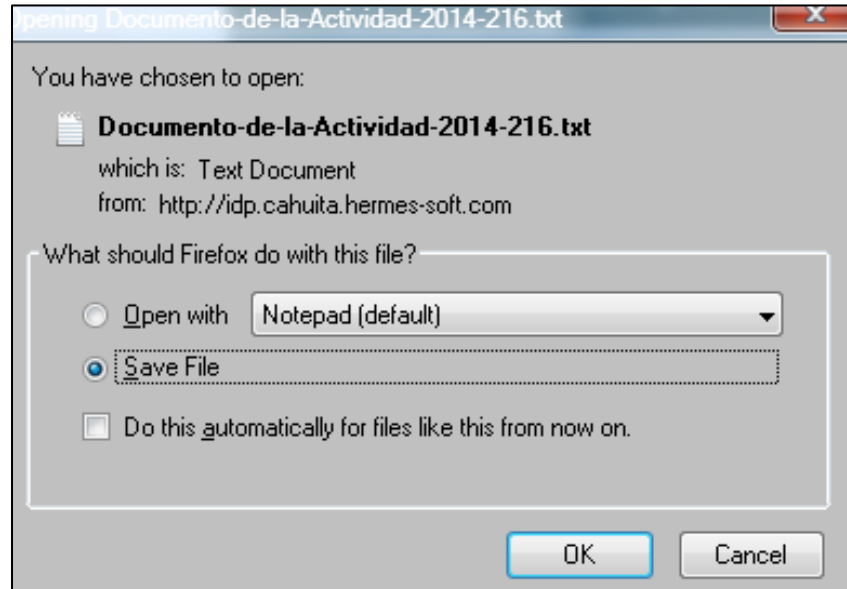 Opening Documento-de-la-Actividad-2014-216.txt
You have chosen to open:
Documento-de-la-Actividad-2014-216.txt
which is: Text Document
from: http://idp.cahuita.hermes-soft.com
What should Firefox do with this file?
Open with Notepad (default)
Save File
Do this automatically for files like this from now on.
OK Cancel